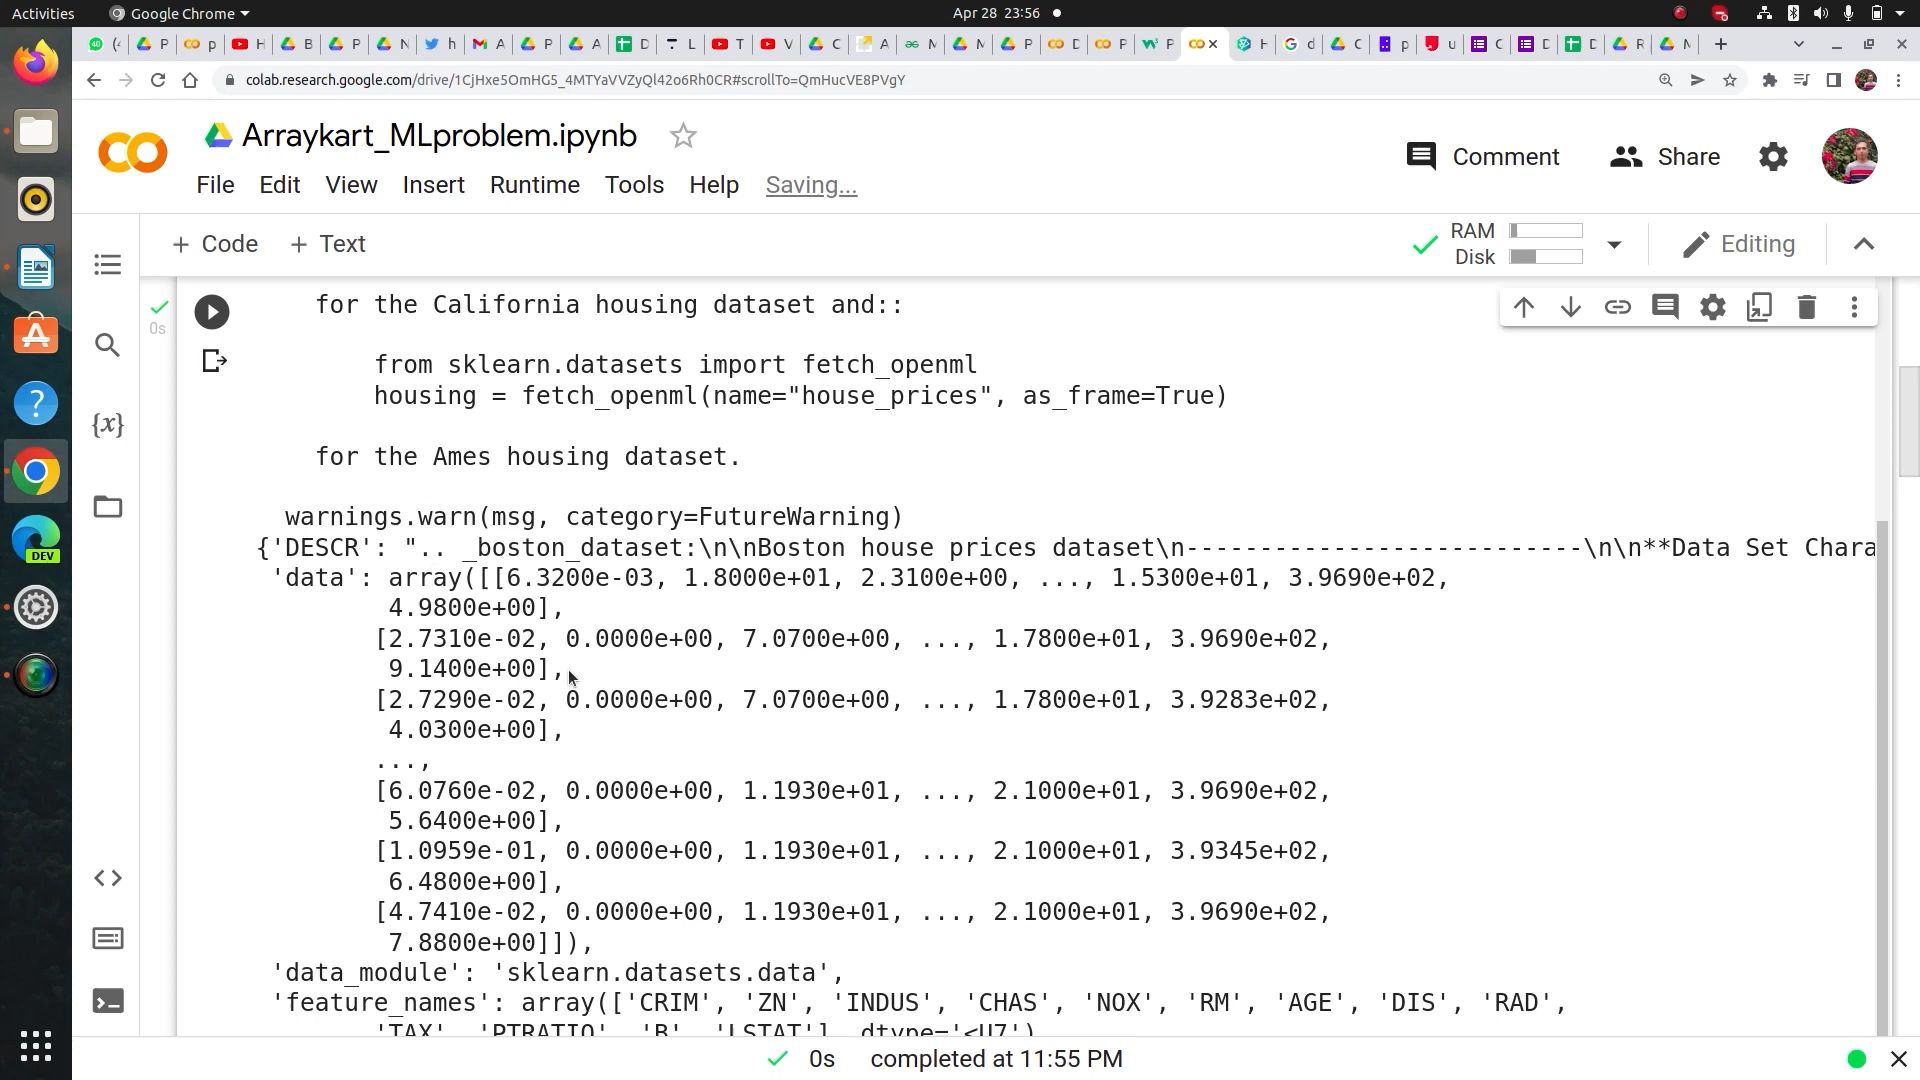 Activities
Google Chrome
Apr 28 23:56
colab.research.google.com/drive/1CjHxe5OmHG5_4MTYaVVZyQl42o6Rh0CR#scrollTo=QmHucVE8PVgY
Arraykart_MLproblem.ipynb
Comment
Share
File
Edit
View
Insert
Runtime
Tools
Help
Saving...
+ Code
+ Text
RAM
Disk
Editing
for the California housing dataset and::
0s
from sklearn.datasets import fetch_openml
housing = fetch_openml(name="house_prices", as_frame=True)
for the Ames housing dataset.
warnings.warn(msg, category=FutureWarning)
{'DESCR': ".. _boston_dataset:\n\nBoston house prices dataset\n---------------------------\n\n**Data Set Chara
'data': array([[6.3200e-03, 1.8000e+01, 2.3100e+00, ..., 1.5300e+01, 3.9690e+02,
4.9800e+00],
[2.7310e-02, 0.0000e+00, 7.0700e+00, ..., 1.7800e+01, 3.9690e+02,
9.1400e+00],
[2.7290e-02, 0.0000e+00, 7.0700e+00, ..., 1.7800e+01, 3.9283e+02,
4.0300e+00],
...,
[6.0760e-02, 0.0000e+00, 1.1930e+01, ..., 2.1000e+01, 3.9690e+02,
5.6400e+00],
[1.0959e-01, 0.0000e+00, 1.1930e+01, ..., 2.1000e+01, 3.9345e+02,
6.4800e+00],
[4.7410e-02, 0.0000e+00, 1.1930e+01, ..., 2.1000e+01, 3.9690e+02,
7.8800e+00]]),
'data_module': 'sklearn.datasets.data',
'feature_names': array(['CRIM', 'ZN', 'INDUS', 'CHAS', 'NOX', 'RM', 'AGE', 'DIS', 'RAD',
'TAX', 'PTRATIO', 'B', 'LSTAT'], dtype='<U7')
0s completed at 11:55 PM
DEV